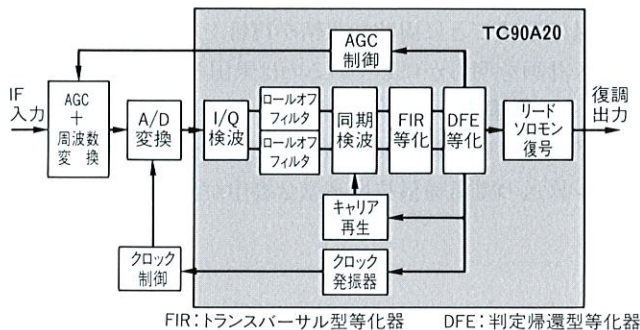 TC90A20
AGC
制御
IF
入力
AGC
+
周波数
変換
A/D
変換
I/Q
検波
ロールオフ
フィルタ
ロールオフ
フィルタ
同期
検波
FIR
等化
DFE
等化
リード
ソロモン
復号
復調
出力
キャリア
再生
クロック
制御
クロック
発振器
FIR:トランスバーサル型等化器 DFE:判定帰還型等化器